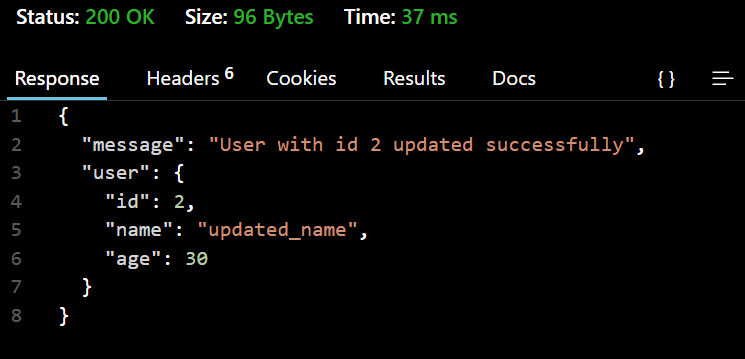 Status: 200 OK Size: 96 Bytes Time: 37 ms
Response Headers 6 Cookies Results Docs { }
1 {
2 "message": "User with id 2 updated successfully",
3 "user": {
4 "id": 2,
5 "name": "updated_name",
6 "age": 30
7 }
8 }